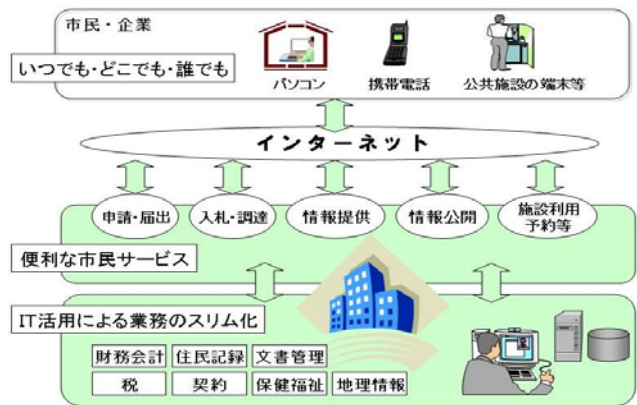 市民・企業
いつでも・どこでも・誰でも
パソコン
携帯電話
公共施設の端末等
インターネット
申請・届出
入札・調達
情報提供
情報公開
施設利用
予約等
便利な市民サービス
IT活用による業務のスリム化
財務会計
住民記録
文書管理
税
契約
保健福祉
地理情報